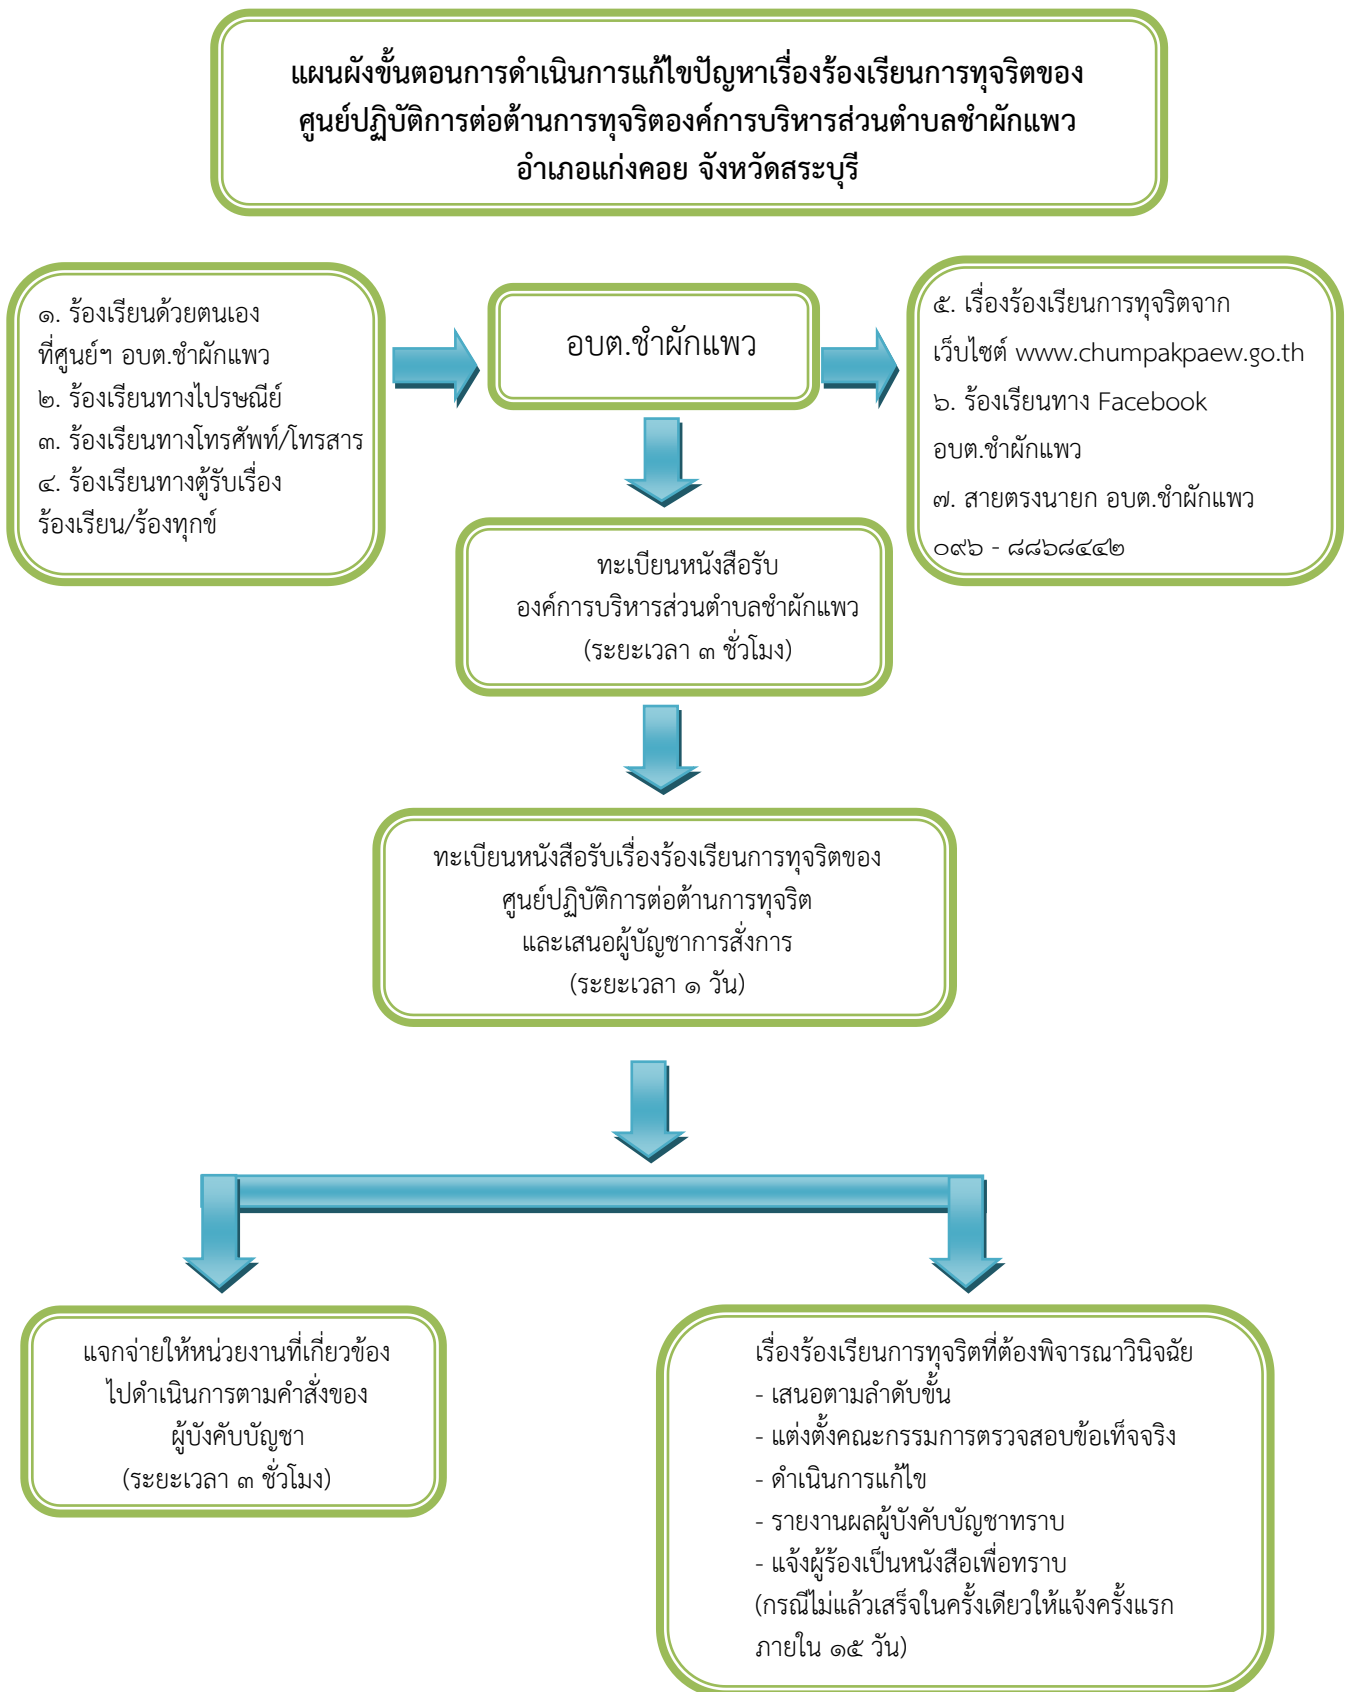 แผนผังขั้นตอนการดำเนินการแก้ไขปัญหาเรื่องร้องเรียนการทุจริตของ
ศูนย์ปฏิบัติการต่อต้านการทุจริตองค์การบริหารส่วนตำบลชำผักแพว
อำเภอแก่งคอย จังหวัดสระบุรี
๑. ร้องเรียนด้วยตนเอง
ที่ศูนย์ฯ อบต.ชำผักแพว
๒. ร้องเรียนทางไปรษณีย์
๓. ร้องเรียนทางโทรศัพท์/โทรสาร
๔. ร้องเรียนทางตู้รับเรื่อง
ร้องเรียน/ร้องทุกข์
อบต.ชำผักแพว
๕. เรื่องร้องเรียนการทุจริตจาก
เว็บไซต์ www.chumpakpaew.go.th
๖. ร้องเรียนทาง Facebook
อบต.ชำผักแพว
๗. สายตรงนายก อบต.ชำผักแพว
๐๙๖ - ๘๘๖๘๔๔๒
ทะเบียนหนังสือรับ
องค์การบริหารส่วนตำบลชำผักแพว
(ระยะเวลา ๓ ชั่วโมง)
ทะเบียนหนังสือรับเรื่องร้องเรียนการทุจริตของ
ศูนย์ปฏิบัติการต่อต้านการทุจริต
และเสนอผู้บัญชาการสั่งการ
(ระยะเวลา ๑ วัน)
แจกจ่ายให้หน่วยงานที่เกี่ยวข้อง
ไปดำเนินการตามคำสั่งของ
ผู้บังคับบัญชา
(ระยะเวลา ๓ ชั่วโมง)
เรื่องร้องเรียนการทุจริตที่ต้องพิจารณาวินิจฉัย
- เสนอตามลำดับขั้น
- แต่งตั้งคณะกรรมการตรวจสอบข้อเท็จจริง
- ดำเนินการแก้ไข
- รายงานผลผู้บังคับบัญชาทราบ
- แจ้งผู้ร้องเป็นหนังสือเพื่อทราบ
(กรณีไม่แล้วเสร็จในครั้งเดียวให้แจ้งครั้งแรก
ภายใน ๑๕ วัน)